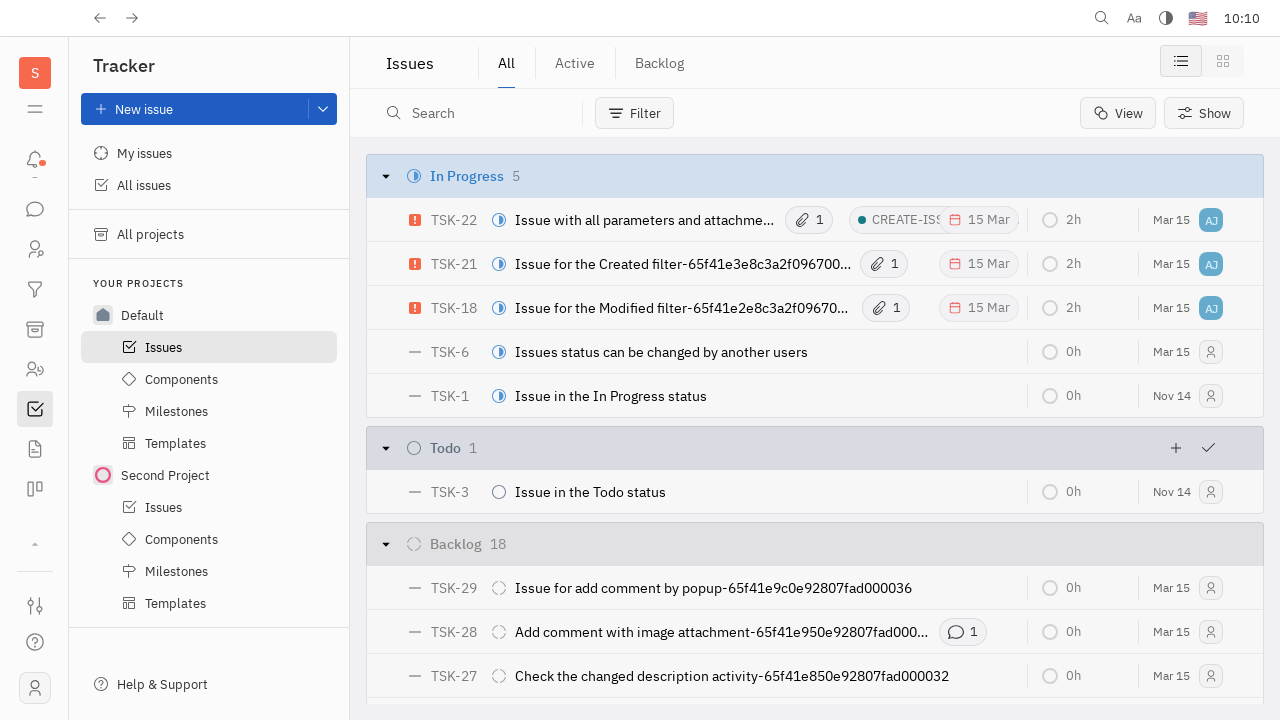 Aa
10:10
S
Tracker
New issue
My issues
All issues
All projects
YOUR PROJECTS
Default
Issues
Components
Milestones
Templates
Second Project
Issues
Components
Milestones
Templates
Help & Support
Issues
All
Active
Backlog
Search
Filter
View
Show
In Progress 5
TSK-22 Issue with all parameters and attachme... 1 CREATE-ISS 15 Mar 2h Mar 15 AJ
TSK-21 Issue for the Created filter-65f41e3e8c3a2f096700... 1 15 Mar 2h Mar 15 AJ
TSK-18 Issue for the Modified filter-65f41e2e8c3a2f09670... 1 15 Mar 2h Mar 15 AJ
TSK-6 Issues status can be changed by another users 0h Mar 15
TSK-1 Issue in the In Progress status 0h Nov 14
Todo 1
TSK-3 Issue in the Todo status 0h Nov 14
Backlog 18
TSK-29 Issue for add comment by popup-65f41e9c0e92807fad000036 0h Mar 15
TSK-28 Add comment with image attachment-65f41e950e92807fad000... 1 0h Mar 15
TSK-27 Check the changed description activity-65f41e850e92807fad000032 0h Mar 15